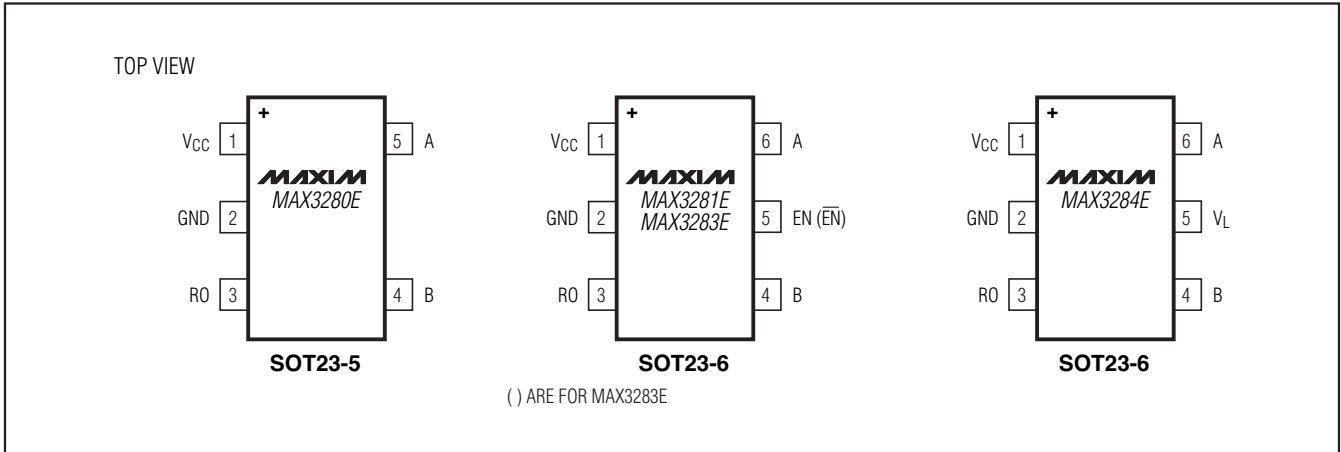 TOP VIEW
+
MAXIM
MAX3280E
VCC 1
GND 2
RO 3
5 A
4 B
SOT23-5
+
MAXIM
MAX3281E
MAX3283E
VCC 1
GND 2
RO 3
6 A
5 EN (E̅N̅)
4 B
SOT23-6
( ) ARE FOR MAX3283E
+
MAXIM
MAX3284E
VCC 1
GND 2
RO 3
6 A
5 VL
4 B
SOT23-6